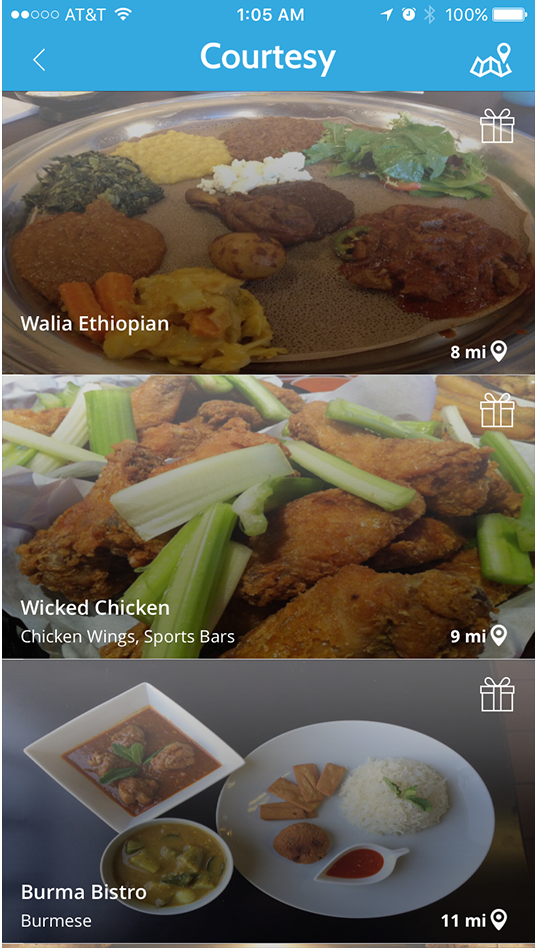 AT&T 1:05 AM 100%
Courtesy
Walia Ethiopian
8 mi
Wicked Chicken
Chicken Wings, Sports Bars
9 mi
Burma Bistro
Burmese
11 mi